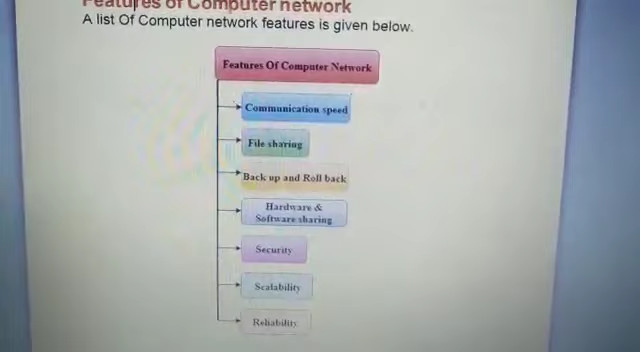 Features of Computer network
A list Of Computer network features is given below.
Features Of Computer Network
Communication speed
File sharing
Back up and Roll back
Hardware &
Software sharing
Security
Scalability
Reliability